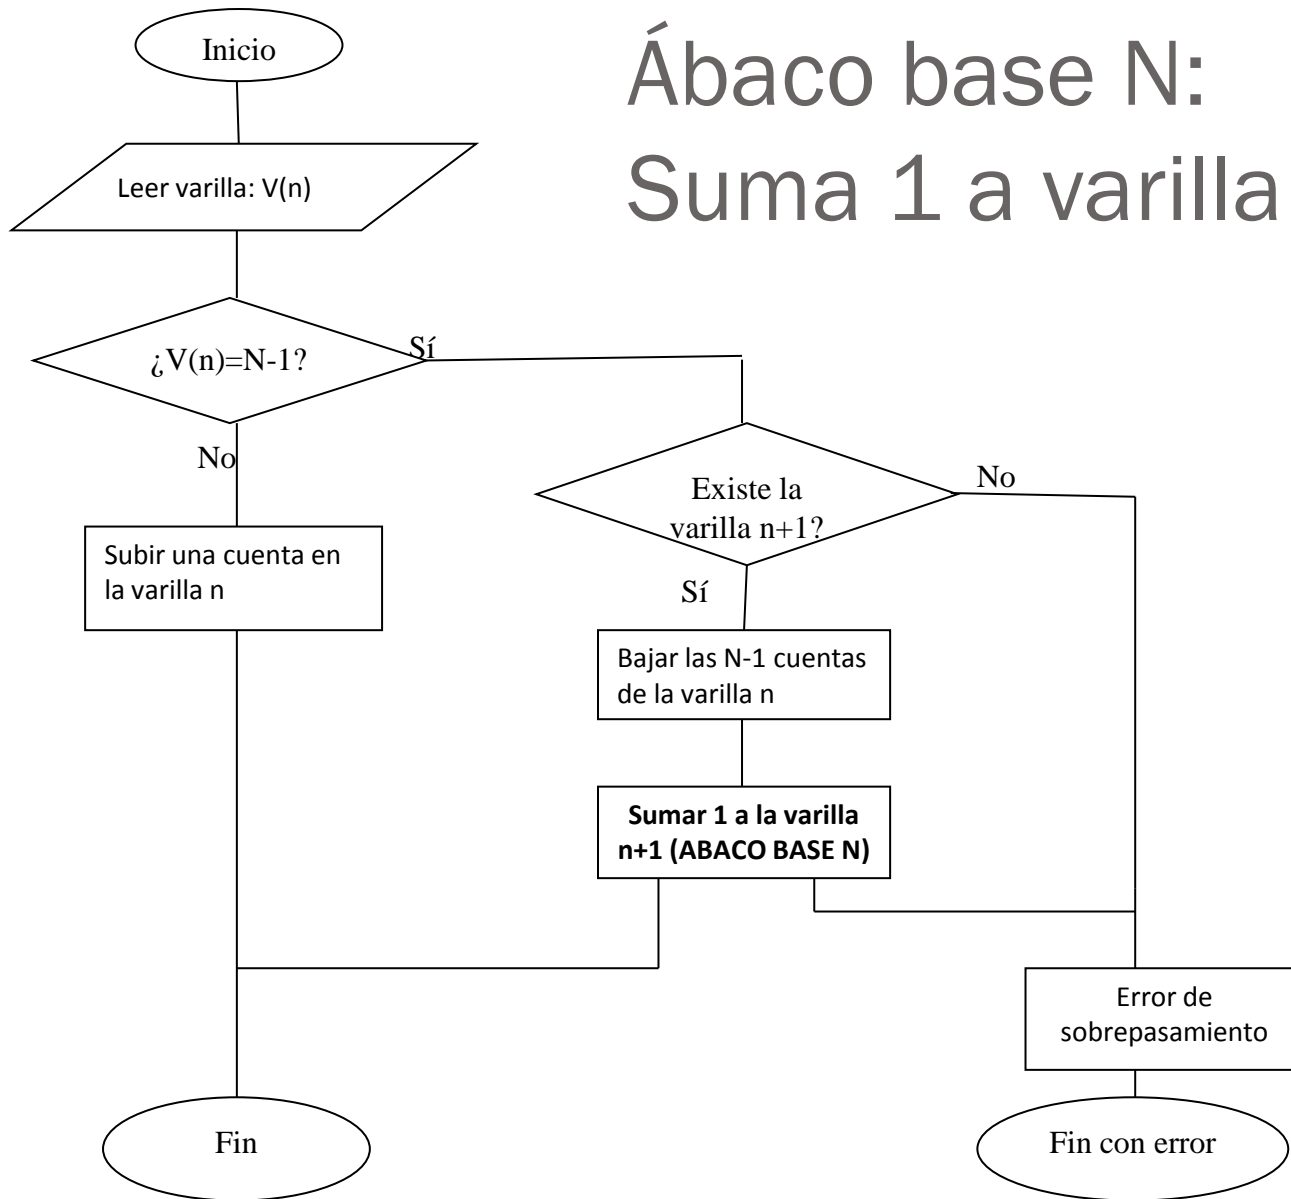 Ábaco base N:
Suma 1 a varilla
Inicio
Leer varilla: V(n)
¿V(n)=N-1?
Sí
No
Existe la
varilla n+1?
No
Sí
Subir una cuenta en
la varilla n
Bajar las N-1 cuentas
de la varilla n
Sumar 1 a la varilla
n+1 (ABACO BASE N)
Error de
sobrepasamiento
Fin
Fin con error